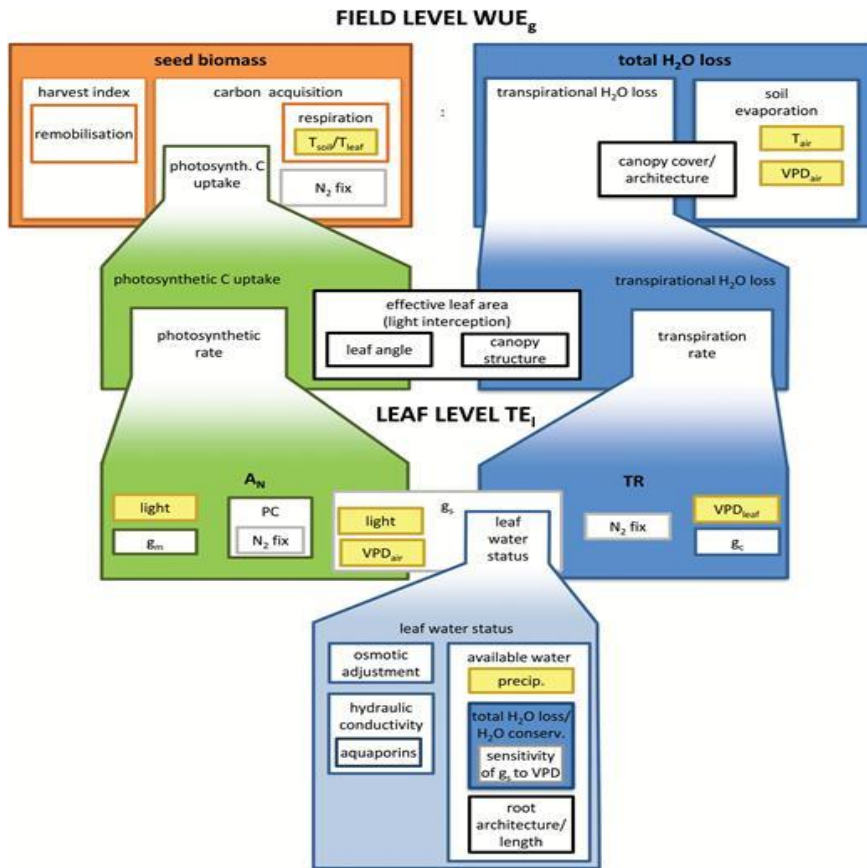 FIELD LEVEL WUEg
seed biomass
harvest index
remobilisation
carbon acquisition
respiration
Tsoil/Tleaf
photosynth. C
uptake
N2 fix
:
total H2O loss
transpirational H2O loss
canopy cover/
architecture
soil
evaporation
Tair
VPDair
photosynthetic C uptake
photosynthetic
rate
effective leaf area
(light interception)
leaf angle
canopy
structure
transpirational H2O loss
transpiration
rate
LEAF LEVEL TEl
AN
light
gm
PC
N2 fix
gs
light
VPDair
leaf
water
status
TR
N2 fix
VPDleaf
gc
leaf water status
osmotic
adjustment
hydraulic
conductivity
aquaporins
available water
precip.
total H2O loss/
H2O conserv.
sensitivity
of gs to VPD
root
architecture/
length